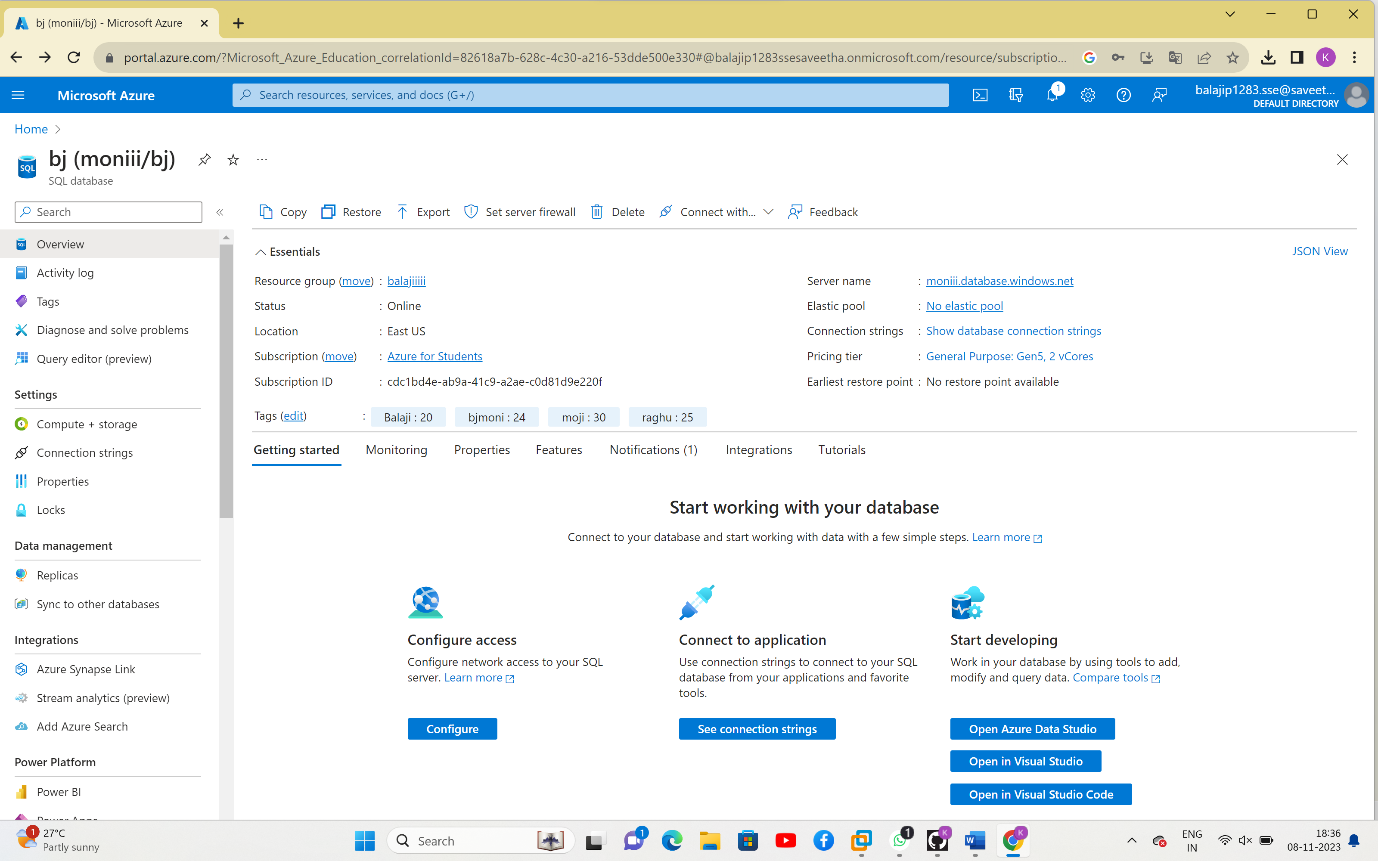 bj (moniii/bj) - Microsoft Azure
portal.azure.com/?Microsoft_Azure_Education_correlationId=82618a7b-628c-4c30-a216-53dde500e330#@balajip1283ssesaveetha.onmicrosoft.com/resource/subscriptio...
K
Microsoft Azure
Search resources, services, and docs (G+/)
1
balajip1283.sse@saveet...
DEFAULT DIRECTORY
Home
SQL
bj (moniii/bj)
SQL database
Search
Copy
Restore
Export
Set server firewall
Delete
Connect with...
Feedback
Overview
Activity log
Tags
Diagnose and solve problems
Query editor (preview)
Settings
Compute + storage
Connection strings
Properties
Locks
Data management
Replicas
Sync to other databases
Integrations
Azure Synapse Link
Stream analytics (preview)
Add Azure Search
Power Platform
Power BI
Power Apps
Essentials
JSON View
Resource group (move) : balajiiiii
Status : Online
Location : East US
Subscription (move) : Azure for Students
Subscription ID : cdc1bd4e-ab9a-41c9-a2ae-c0d81d9e220f
Server name : moniii.database.windows.net
Elastic pool : No elastic pool
Connection strings : Show database connection strings
Pricing tier : General Purpose: Gen5, 2 vCores
Earliest restore point : No restore point available
Tags (edit) : Balaji : 20 bjmoni : 24 moji : 30 raghu : 25
Getting started
Monitoring
Properties
Features
Notifications (1)
Integrations
Tutorials
Start working with your database
Connect to your database and start working with data with a few simple steps. Learn more
Configure access
Configure network access to your SQL
server. Learn more
Configure
Connect to application
Use connection strings to connect to your SQL
database from your applications and favorite
tools.
See connection strings
Start developing
Work in your database by using tools to add,
modify and query data. Compare tools
Open Azure Data Studio
Open in Visual Studio
Open in Visual Studio Code
1
27°C
Partly sunny
Search
1
1
K
K
ENG
IN
18:36
08-11-2023